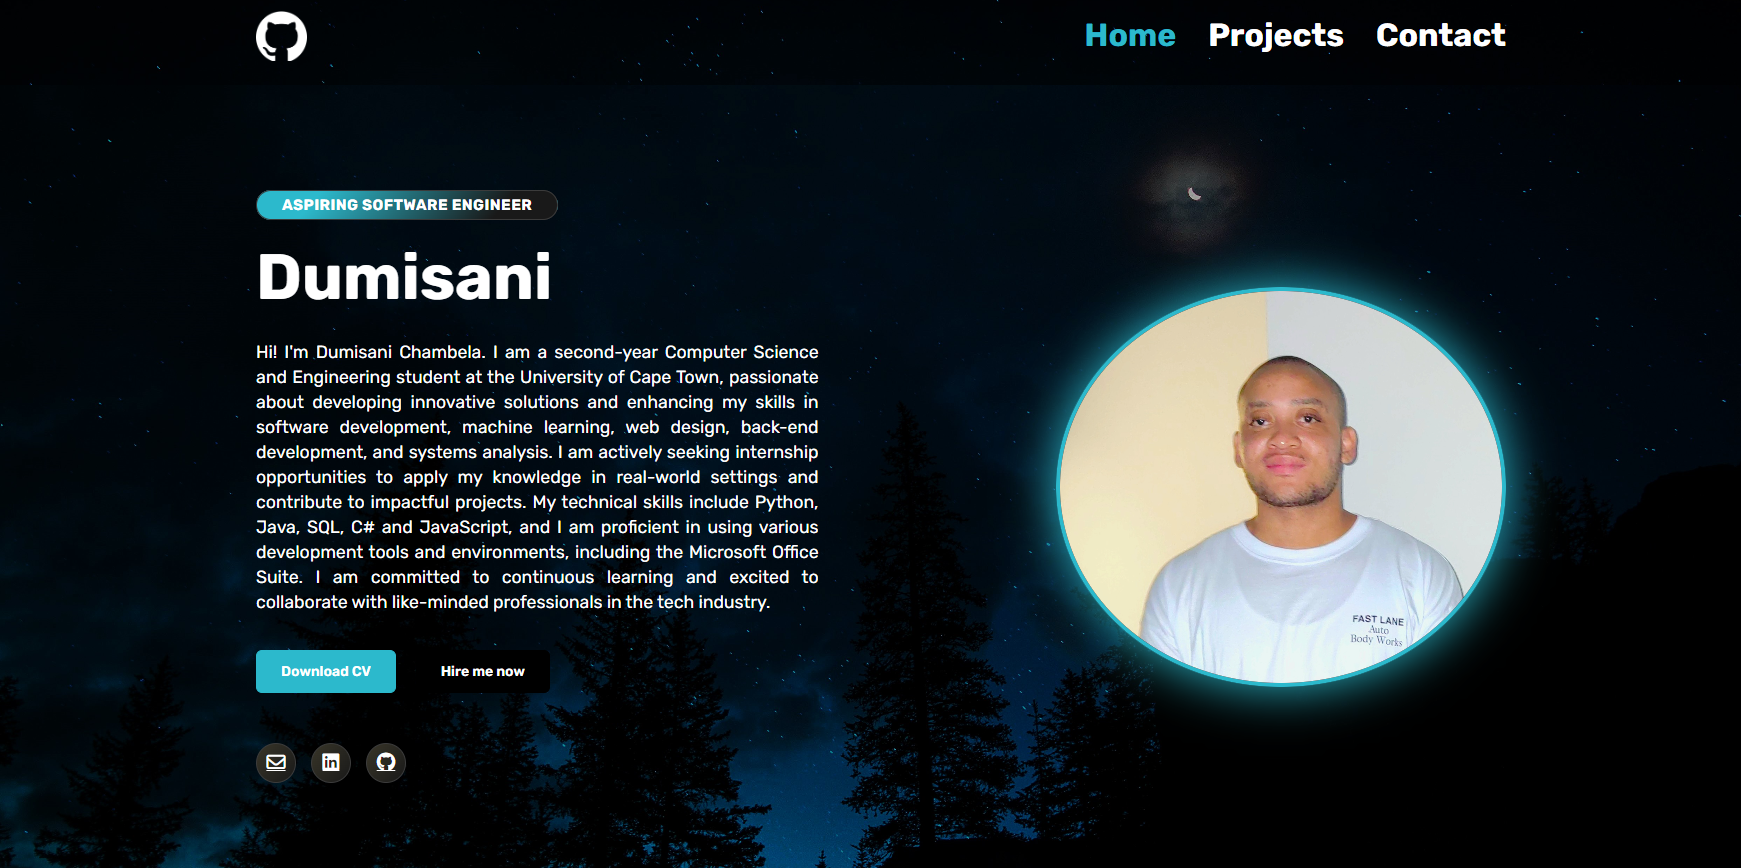 Home Projects Contact
ASPIRING SOFTWARE ENGINEER
Dumisani
Hi! I'm Dumisani Chambela. I am a second-year Computer Science
and Engineering student at the University of Cape Town, passionate
about developing innovative solutions and enhancing my skills in
software development, machine learning, web design, back-end
development, and systems analysis. I am actively seeking internship
opportunities to apply my knowledge in real-world settings and
contribute to impactful projects. My technical skills include Python,
Java, SQL, C# and JavaScript, and I am proficient in using various
development tools and environments, including the Microsoft Office
Suite. I am committed to continuous learning and excited to
collaborate with like-minded professionals in the tech industry.
Download CV Hire me now
in
FAST LANE
Auto
Body Works